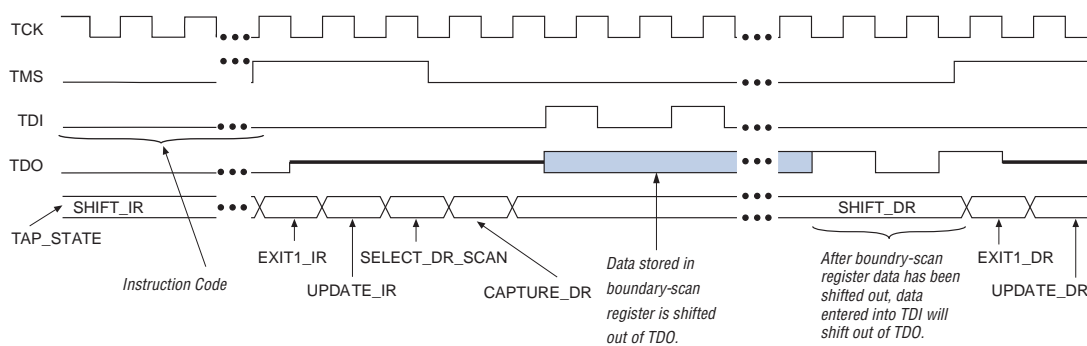 TCK
TMS
TDI
TDO
SHIFT_IR
SHIFT_DR
TAP_STATE
EXIT1_IR
SELECT_DR_SCAN
Instruction Code
UPDATE_IR
CAPTURE_DR
Data stored in
boundary-scan
register is shifted
out of TDO.
After boundry-scan
register data has been
shifted out, data
entered into TDI will
shift out of TDO.
EXIT1_DR
UPDATE_DR